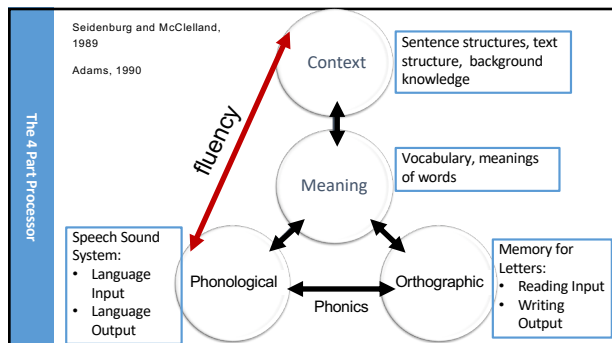 The 4 Part Processor
Seidenburg and McClelland,
1989
Adams, 1990
fluency
Context
Sentence structures, text
structure, background
knowledge
Meaning
Vocabulary, meanings
of words
Speech Sound
System:
• Language
Input
• Language
Output
Phonological
Phonics
Orthographic
Memory for
Letters:
• Reading Input
• Writing
Output